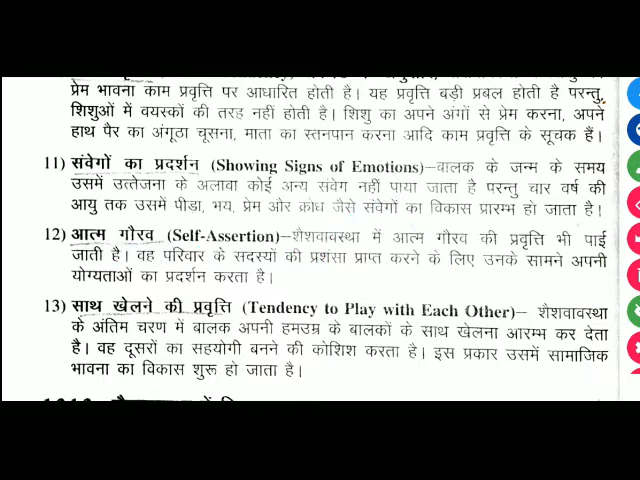 प्रेम भावना काम प्रवृत्ति पर आधारित होती है। यह प्रवृत्ति बड़ी प्रबल होती है परन्तु,
शिशुओं में वयस्कों की तरह नहीं होती है। शिशु का अपने अंगों से प्रेम करना, अपने
हाथ पैर का अंगूठा चूसना, माता का स्तनपान करना आदि काम प्रवृत्ति के सूचक हैं।
11) संवेगों का प्रदर्शन (Showing Signs of Emotions)–बालक के जन्म के समय
उसमें उत्तेजना के अलावा कोई अन्य संवेग नहीं पाया जाता है परन्तु चार वर्ष की
आयु तक उसमें पीड़ा, भय, प्रेम और क्रोध जैसे संवेगों का विकास प्रारम्भ हो जाता है।
12) आत्म गौरव (Self-Assertion)–शैशवावस्था में आत्म गौरव की प्रवृत्ति भी पाई
जाती है। वह परिवार के सदस्यों की प्रशंसा प्राप्त करने के लिए उनके सामने अपनी
योग्यताओं का प्रदर्शन करता है।
13) साथ खेलने की प्रवृत्ति (Tendency to Play with Each Other)– शैशवावस्था
के अंतिम चरण में बालक अपनी हमउम्र के बालकों के साथ खेलना आरम्भ कर देता
है। वह दूसरों का सहयोगी बनने की कोशिश करता है। इस प्रकार उसमें सामाजिक
भावना का विकास शुरू हो जाता है।